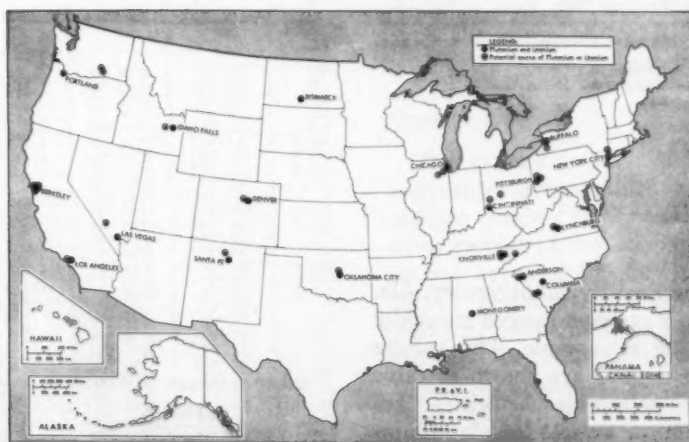 LEGEND:
Plutonium and Uranium
Potential source of Plutonium or Uranium
PORTLAND
BISMARCK
IDAHO FALLS
BUFFALO
CHICAGO
NEW YORK CITY
PITTSBURGH
BERKELEY
DENVER
CINCINNATI
LYNCHBURG
LAS VEGAS
SANTA FE
KNOXVILLE
LOS ANGELES
OKLAHOMA CITY
ANDERSON
COLUMBIA
MONTGOMERY
HAWAII
PANAMA
CANAL ZONE
P.R. & V.I.
ALASKA